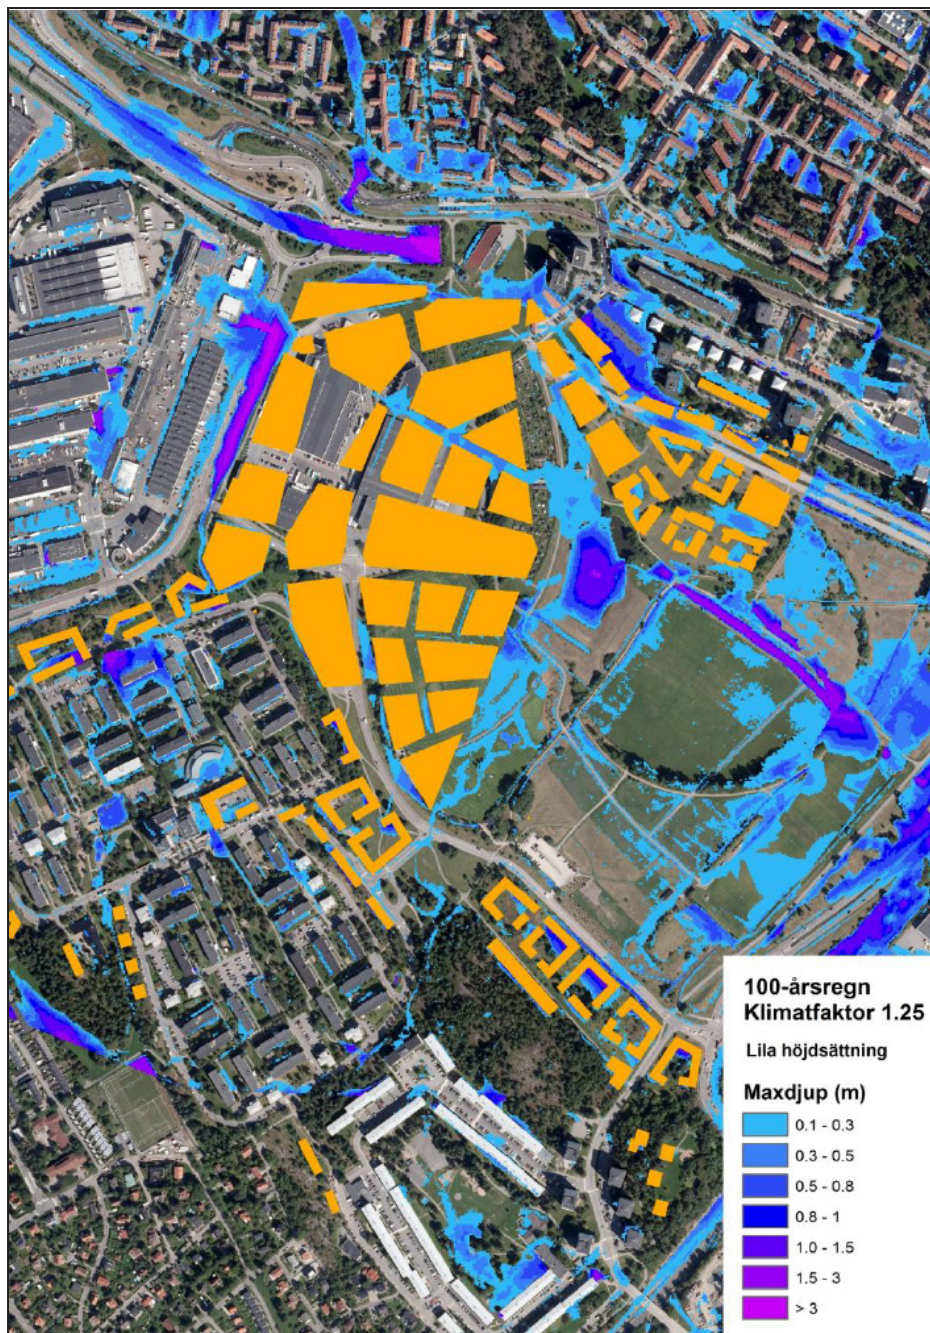 100-årsregn
Klimatfaktor 1.25
Lila höjdsättning
Maxdjup (m)
0.1 - 0.3
0.3 - 0.5
0.5 - 0.8
0.8 - 1
1.0 - 1.5
1.5 - 3
> 3